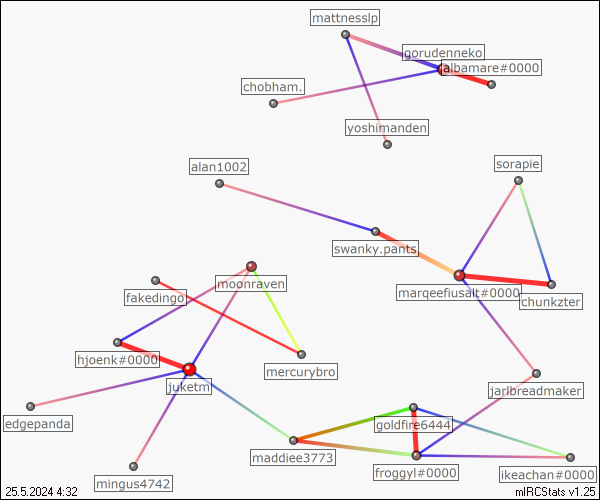 mattnesslp
gorudenneko
albamare#0000
chobham.
yoshimanden
alan1002
sorapie
swanky.pants
moonraven
marqeefiusalt#0000
fakedingo
chunkzter
hjoenk#0000
mercurybro
juketm
jarlbreadmaker
edgepanda
goldfire6444
maddiee3773
froggyl#0000
ikeachan#0000
mingus4742
25.5.2024 4:32
mIRCStats v1.25